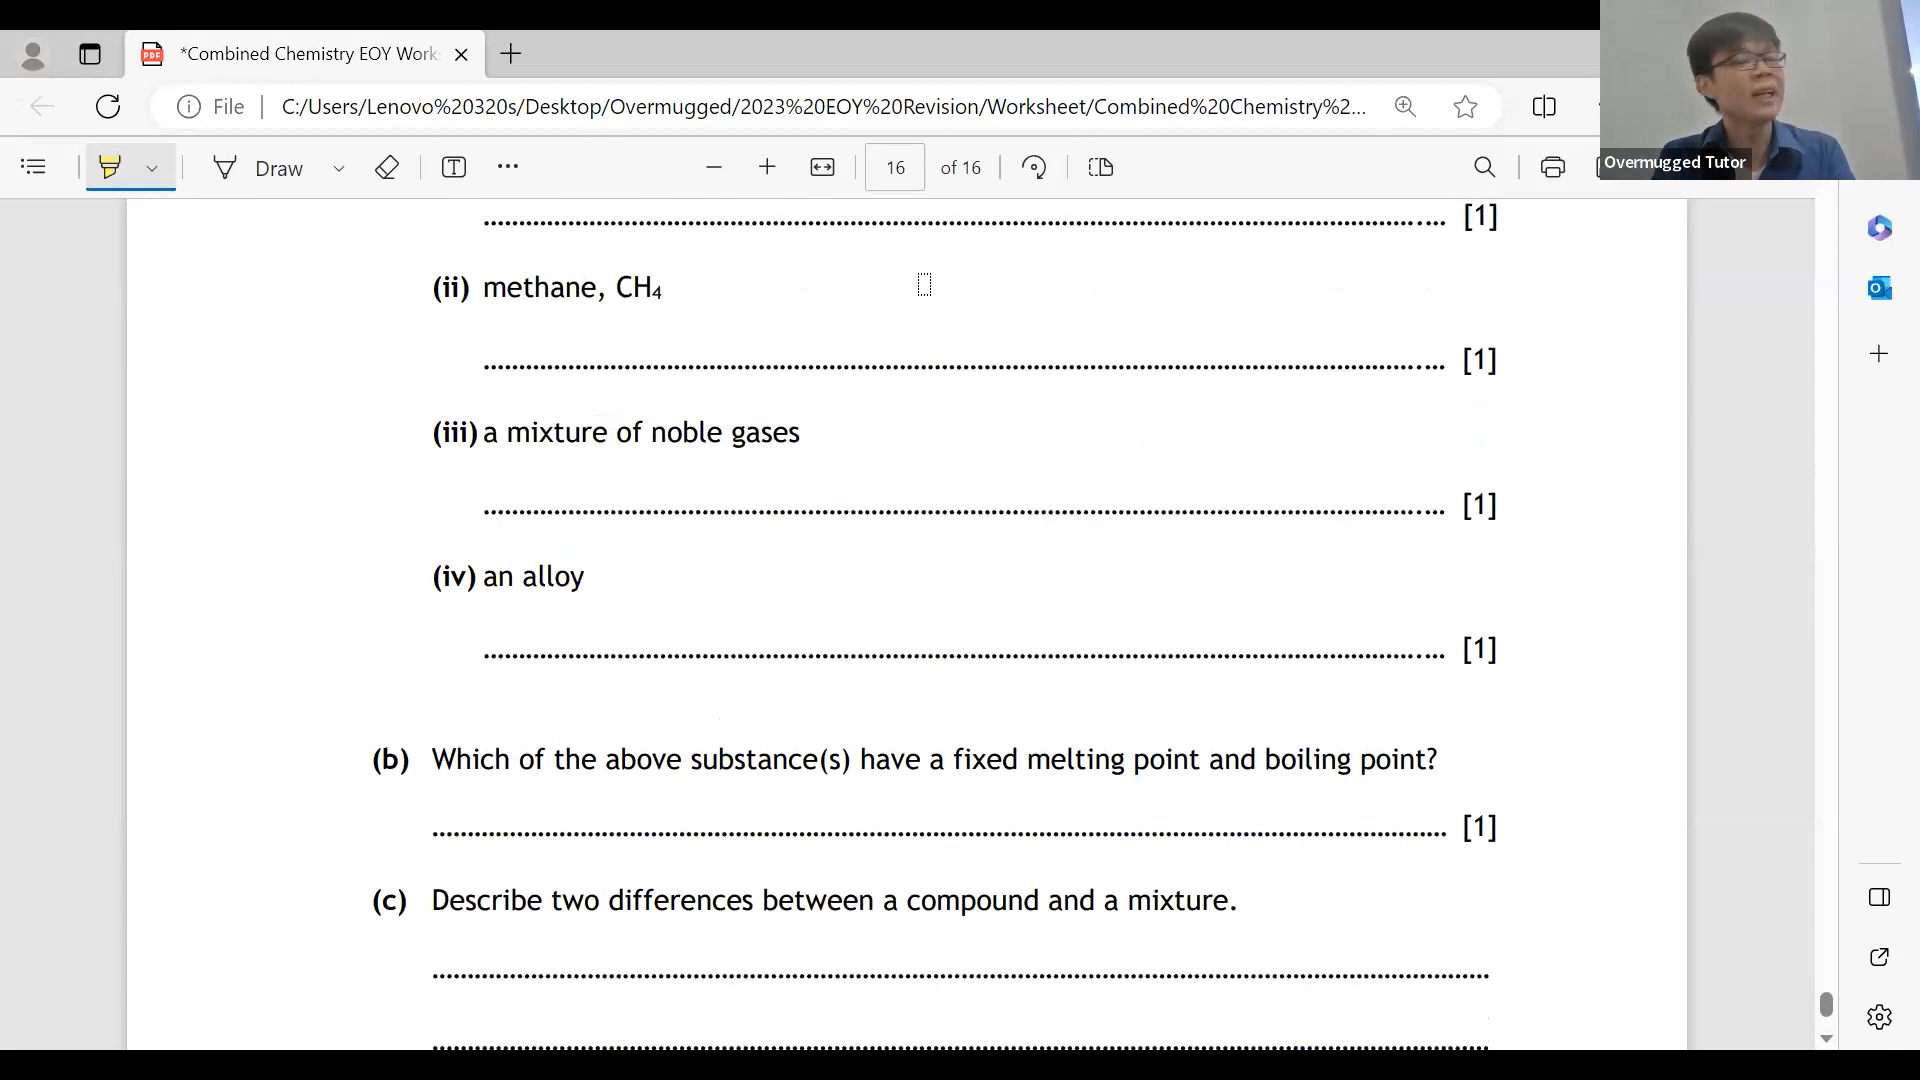 *Combined Chemistry EOY Work
File
C:/Users/Lenovo%20320s/Desktop/Overmugged/2023%20EOY%20Revision/Worksheet/Combined%20Chemistry%2...
Overmugged Tutor
Draw
16 of 16
.......................................................................................................................................... [1]
(ii) methane, CH₄
.......................................................................................................................................... [1]
(iii) a mixture of noble gases
.......................................................................................................................................... [1]
(iv) an alloy
.......................................................................................................................................... [1]
(b) Which of the above substance(s) have a fixed melting point and boiling point?
.......................................................................................................................................... [1]
(c) Describe two differences between a compound and a mixture.